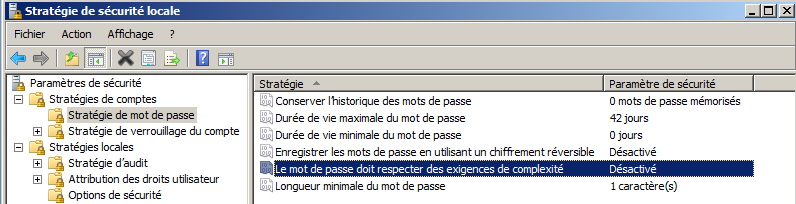 Stratégie de sécurité locale
Fichier Action Affichage ?
Paramètres de sécurité
Stratégies de comptes
Stratégie de mot de passe
Stratégie de verrouillage du compte
Stratégies locales
Stratégie d'audit
Attribution des droits utilisateur
Options de sécurité
Stratégie Paramètre de sécurité
Conserver l'historique des mots de passe 0 mots de passe mémorisés
Durée de vie maximale du mot de passe 42 jours
Durée de vie minimale du mot de passe 0 jours
Enregistrer les mots de passe en utilisant un chiffrement réversible Désactivé
Le mot de passe doit respecter des exigences de complexité Désactivé
Longueur minimale du mot de passe 1 caractère(s)